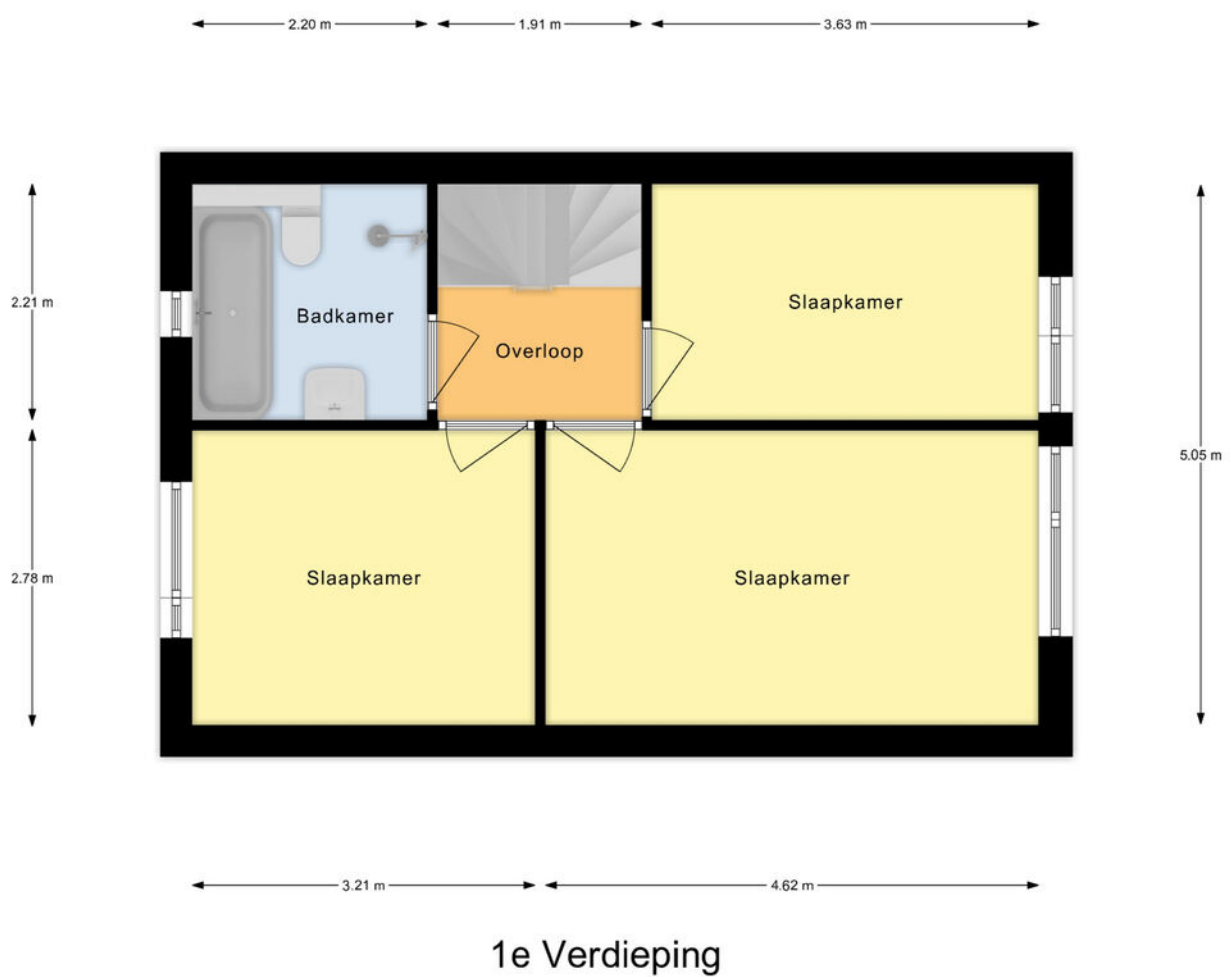 2.20 m
1.91 m
3.63 m
2.21 m
Badkamer
Overloop
Slaapkamer
5.05 m
2.78 m
Slaapkamer
Slaapkamer
3.21 m
4.62 m
1e Verdieping